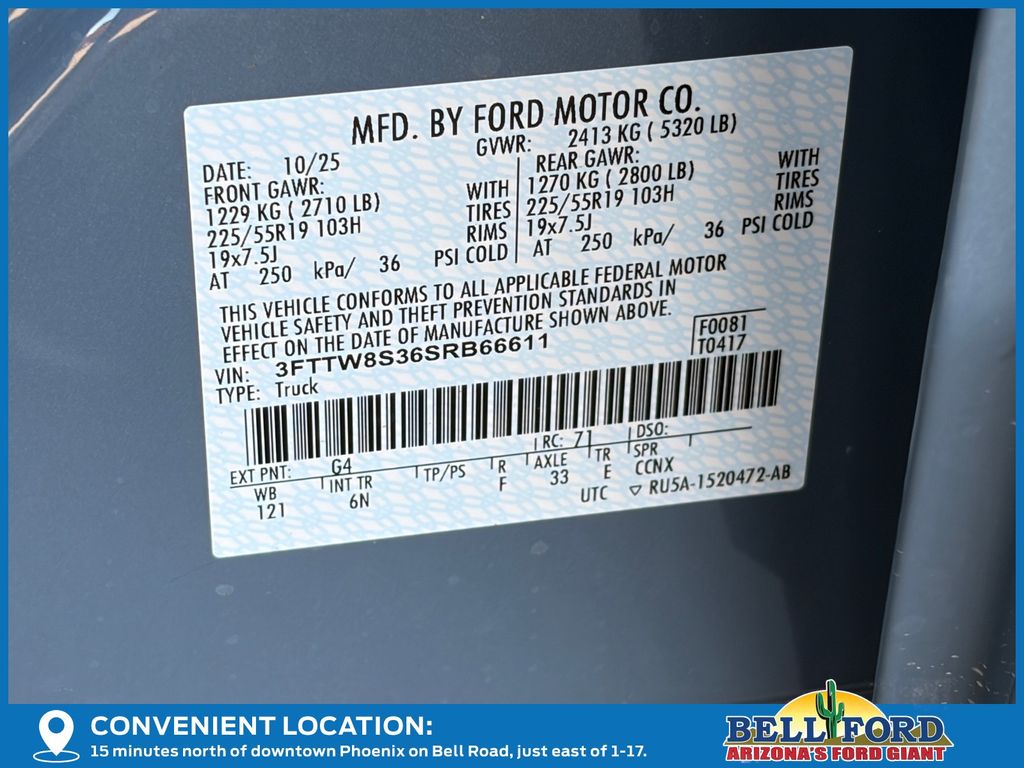 MFD. BY FORD MOTOR CO.
DATE: 10/25 GVWR: 2413 KG ( 5320 LB)
FRONT GAWR: REAR GAWR:
1229 KG ( 2710 LB) WITH 1270 KG ( 2800 LB) WITH
225/55R19 103H TIRES 225/55R19 103H TIRES
19x7.5J RIMS 19x7.5J RIMS
AT 250 kPa/ 36 PSI COLD AT 250 kPa/ 36 PSI COLD
THIS VEHICLE CONFORMS TO ALL APPLICABLE FEDERAL MOTOR
VEHICLE SAFETY AND THEFT PREVENTION STANDARDS IN
EFFECT ON THE DATE OF MANUFACTURE SHOWN ABOVE.
VIN: 3FTTW8S36SRB66611 F0081
TYPE: Truck T0417
EXT PNT: G4 RC: 71 DSO:
WB INT TR TP/PS R AXLE TR SPR
121 6N F 33 E CCNX
UTC ▽ RU5A-1520472-AB
CONVENIENT LOCATION:
15 minutes north of downtown Phoenix on Bell Road, just east of 1-17.
BELL FORD
ARIZONA'S FORD GIANT